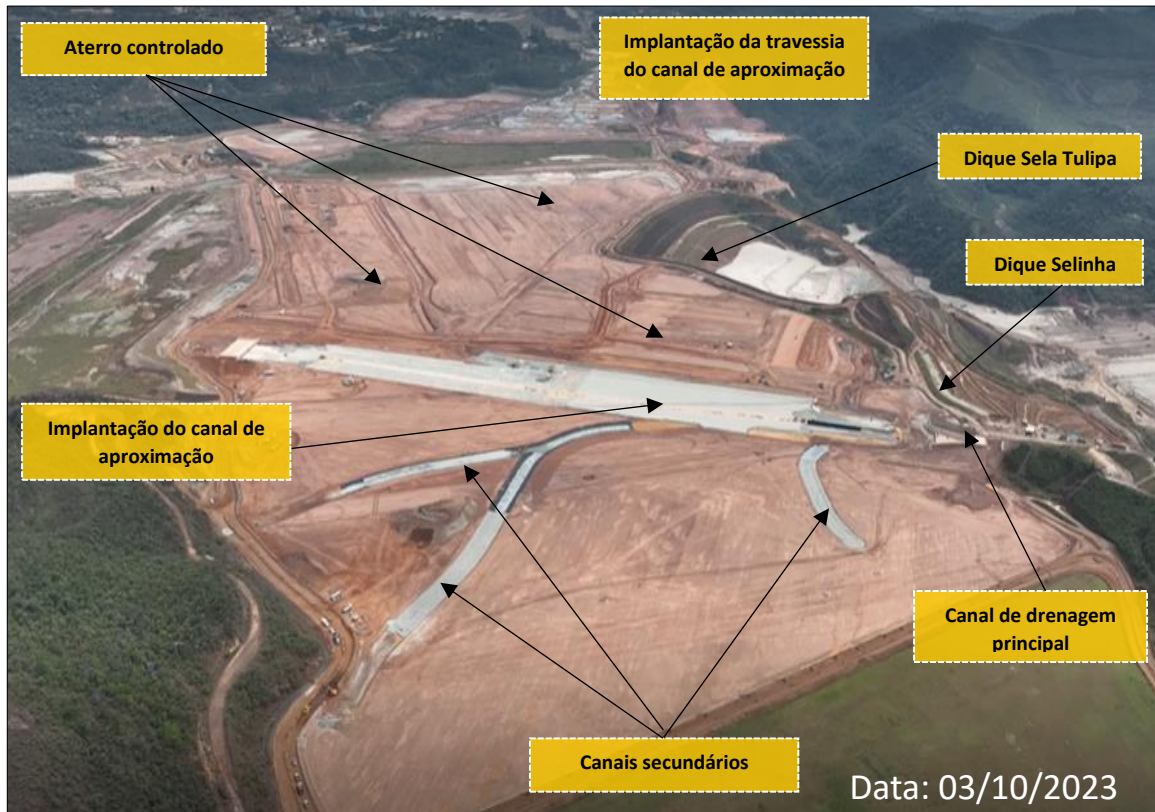 Aterro controlado
Implantação da travessia
do canal de aproximação
Dique Sela Tulipa
Dique Selinha
Implantação do canal de
aproximação
Canal de drenagem
principal
Canais secundários
Data: 03/10/2023